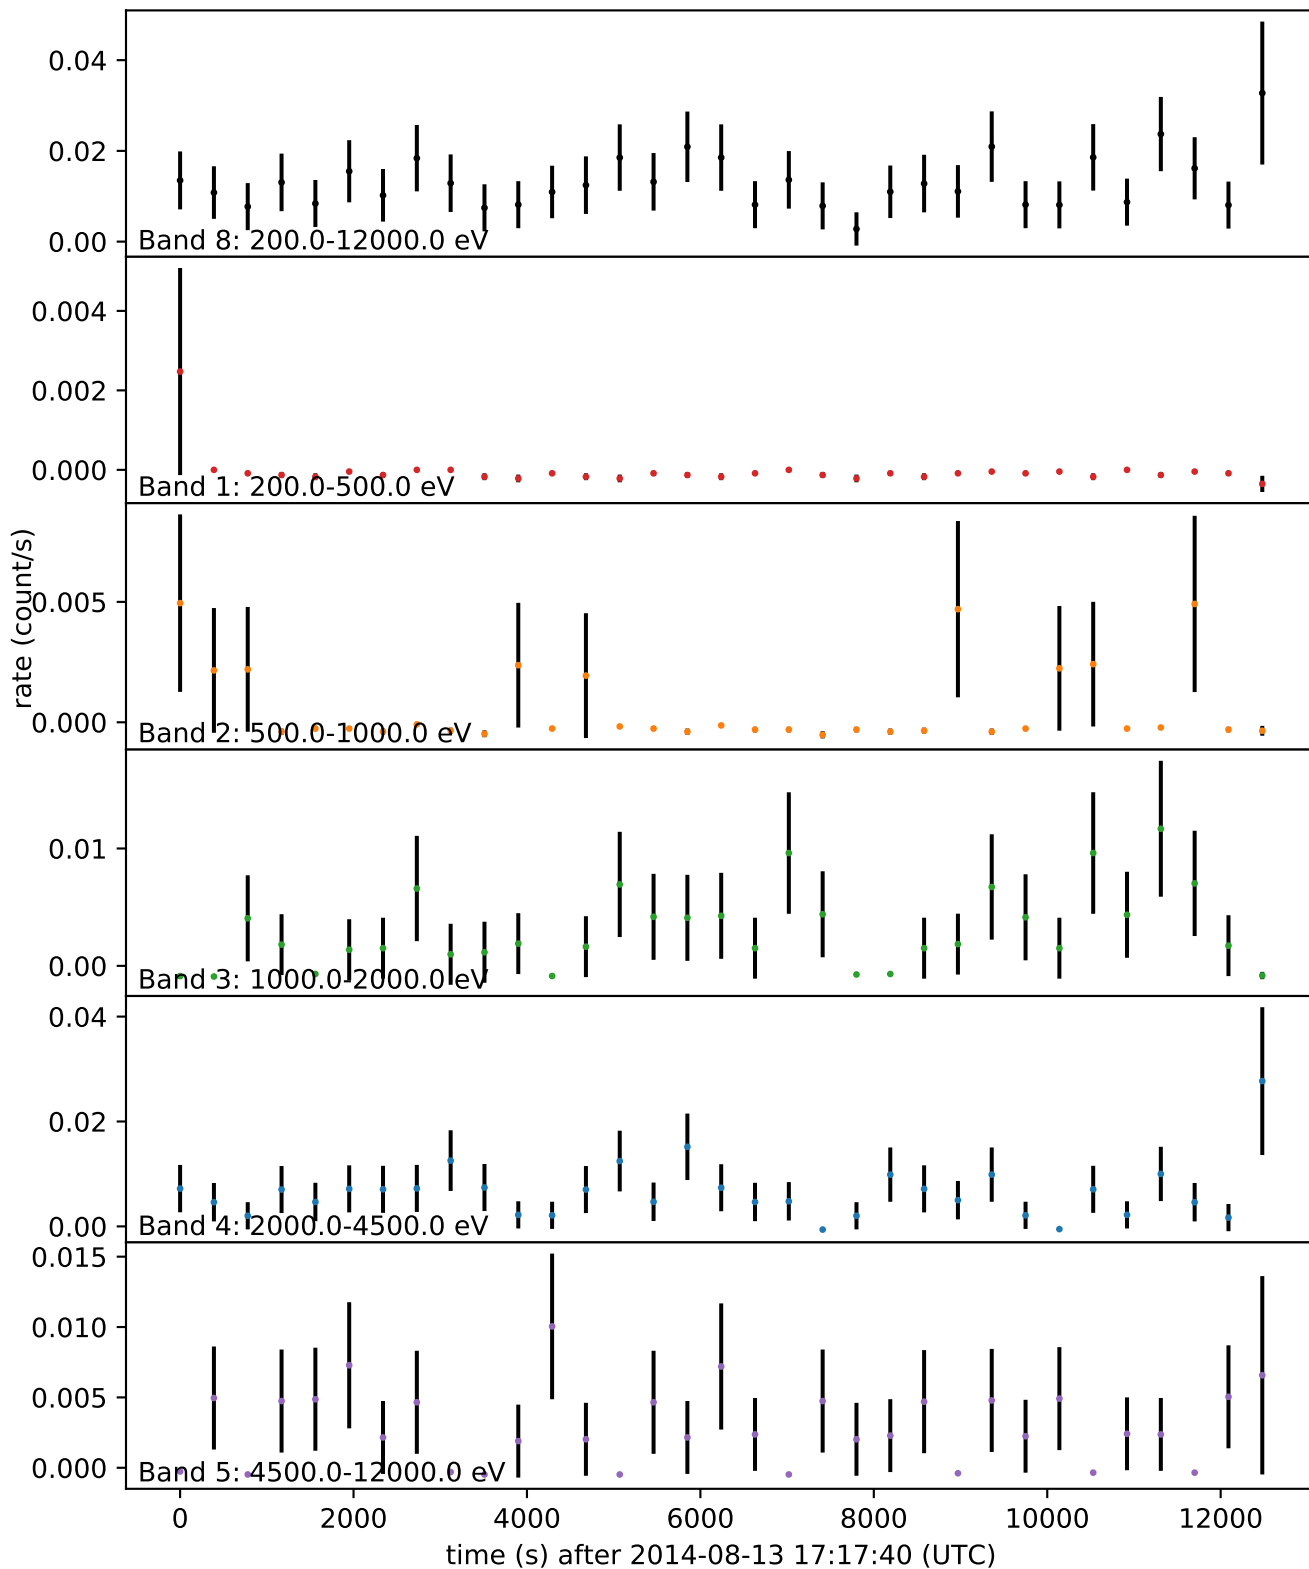 0.04
0.02
0.00
Band 8: 200.0-12000.0 eV
0.004
0.002
0.000
Band 1: 200.0-500.0 eV
rate (count/s)
0.005
0.000
Band 2: 500.0-1000.0 eV
0.01
0.00
Band 3: 1000.0-2000.0 eV
0.04
0.02
0.00
Band 4: 2000.0-4500.0 eV
0.015
0.010
0.005
0.000
Band 5: 4500.0-12000.0 eV
0 2000 4000 6000 8000 10000 12000
time (s) after 2014-08-13 17:17:40 (UTC)